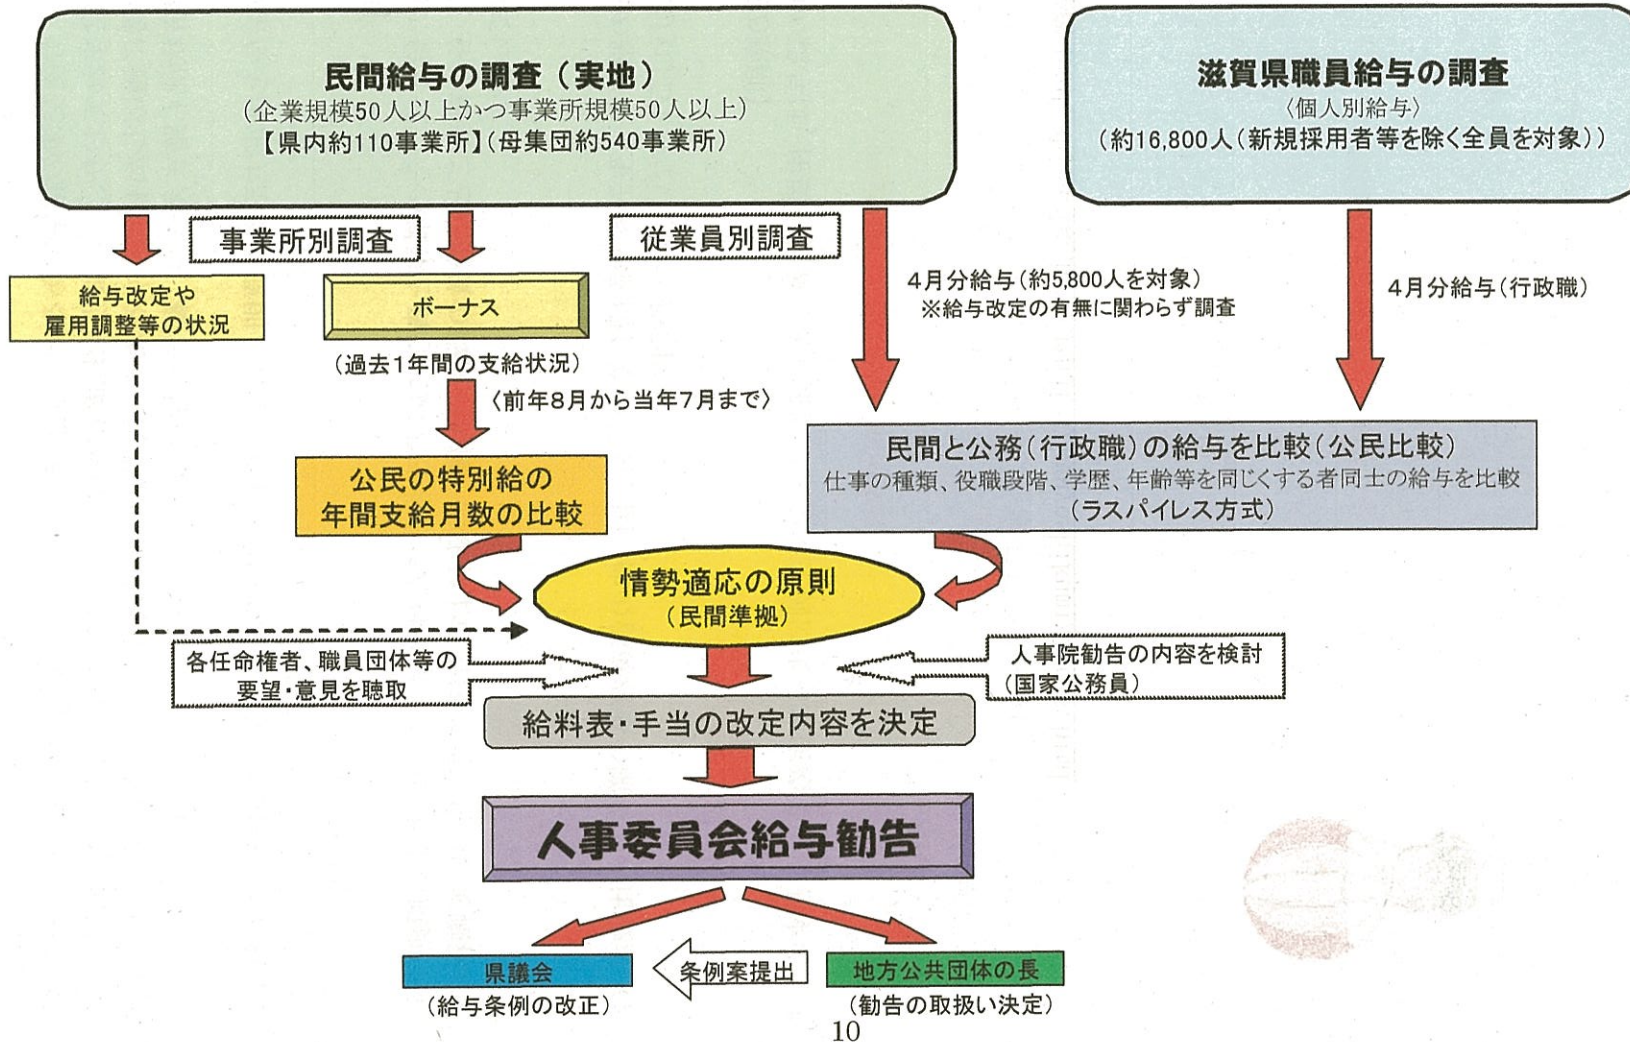 民間給与の調査（実地）
（企業規模50人以上かつ事業所規模50人以上）
【県内約110事業所】（母集団約540事業所）
滋賀県職員給与の調査
〈個人別給与〉
（約16,800人（新規採用者等を除く全員を対象））
事業所別調査
従業員別調査
給与改定や
雇用調整等の状況
ボーナス
（過去1年間の支給状況）
〈前年8月から当年7月まで〉
4月分給与（約5,800人を対象）
※給与改定の有無に関わらず調査
4月分給与（行政職）
公民の特別給の
年間支給月数の比較
民間と公務（行政職）の給与を比較（公民比較）
仕事の種類、役職段階、学歴、年齢等を同じくする者同士の給与を比較
（ラスパイレス方式）
情勢適応の原則
（民間準拠）
各任命権者、職員団体等の
要望・意見を聴取
人事院勧告の内容を検討
（国家公務員）
給料表・手当の改定内容を決定
人事委員会給与勧告
県議会
（給与条例の改正）
条例案提出
地方公共団体の長
（勧告の取扱い決定）
10